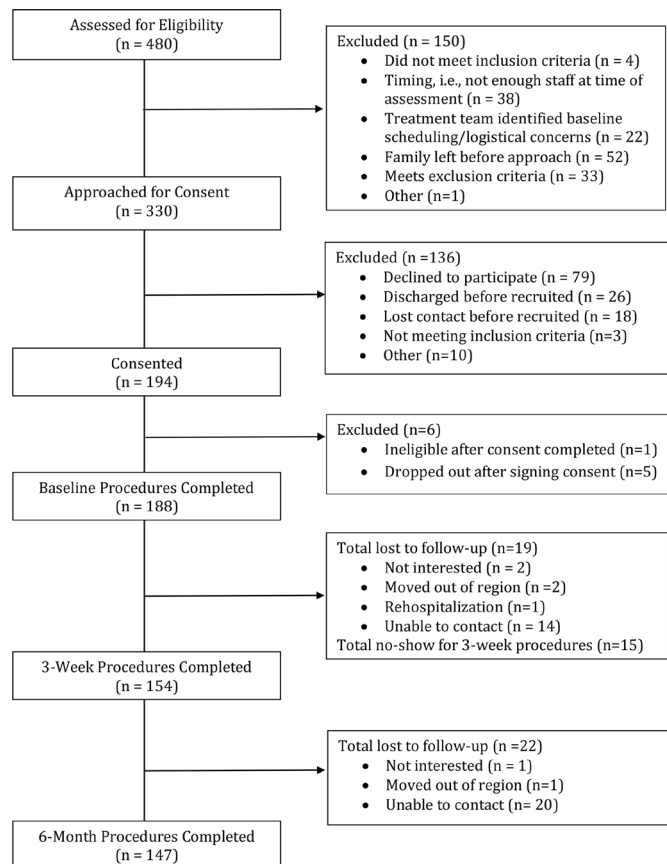 Assessed for Eligibility
(n = 480)
Excluded (n = 150)
• Did not meet inclusion criteria (n = 4)
• Timing, i.e., not enough staff at time of
assessment (n = 38)
• Treatment team identified baseline
scheduling/logistical concerns (n = 22)
• Family left before approach (n = 52)
• Meets exclusion criteria (n = 33)
• Other (n=1)
Approached for Consent
(n = 330)
Excluded (n =136)
• Declined to participate (n = 79)
• Discharged before recruited (n = 26)
• Lost contact before recruited (n = 18)
• Not meeting inclusion criteria (n=3)
• Other (n=10)
Consented
(n = 194)
Excluded (n=6)
• Ineligible after consent completed (n=1)
• Dropped out after signing consent (n=5)
Baseline Procedures Completed
(n = 188)
Total lost to follow-up (n=19)
• Not interested (n = 2)
• Moved out of region (n =2)
• Rehospitalization (n=1)
• Unable to contact (n = 14)
Total no-show for 3-week procedures (n=15)
3-Week Procedures Completed
(n = 154)
Total lost to follow-up (n =22)
• Not interested (n = 1)
• Moved out of region (n=1)
• Unable to contact (n= 20)
6-Month Procedures Completed
(n = 147)